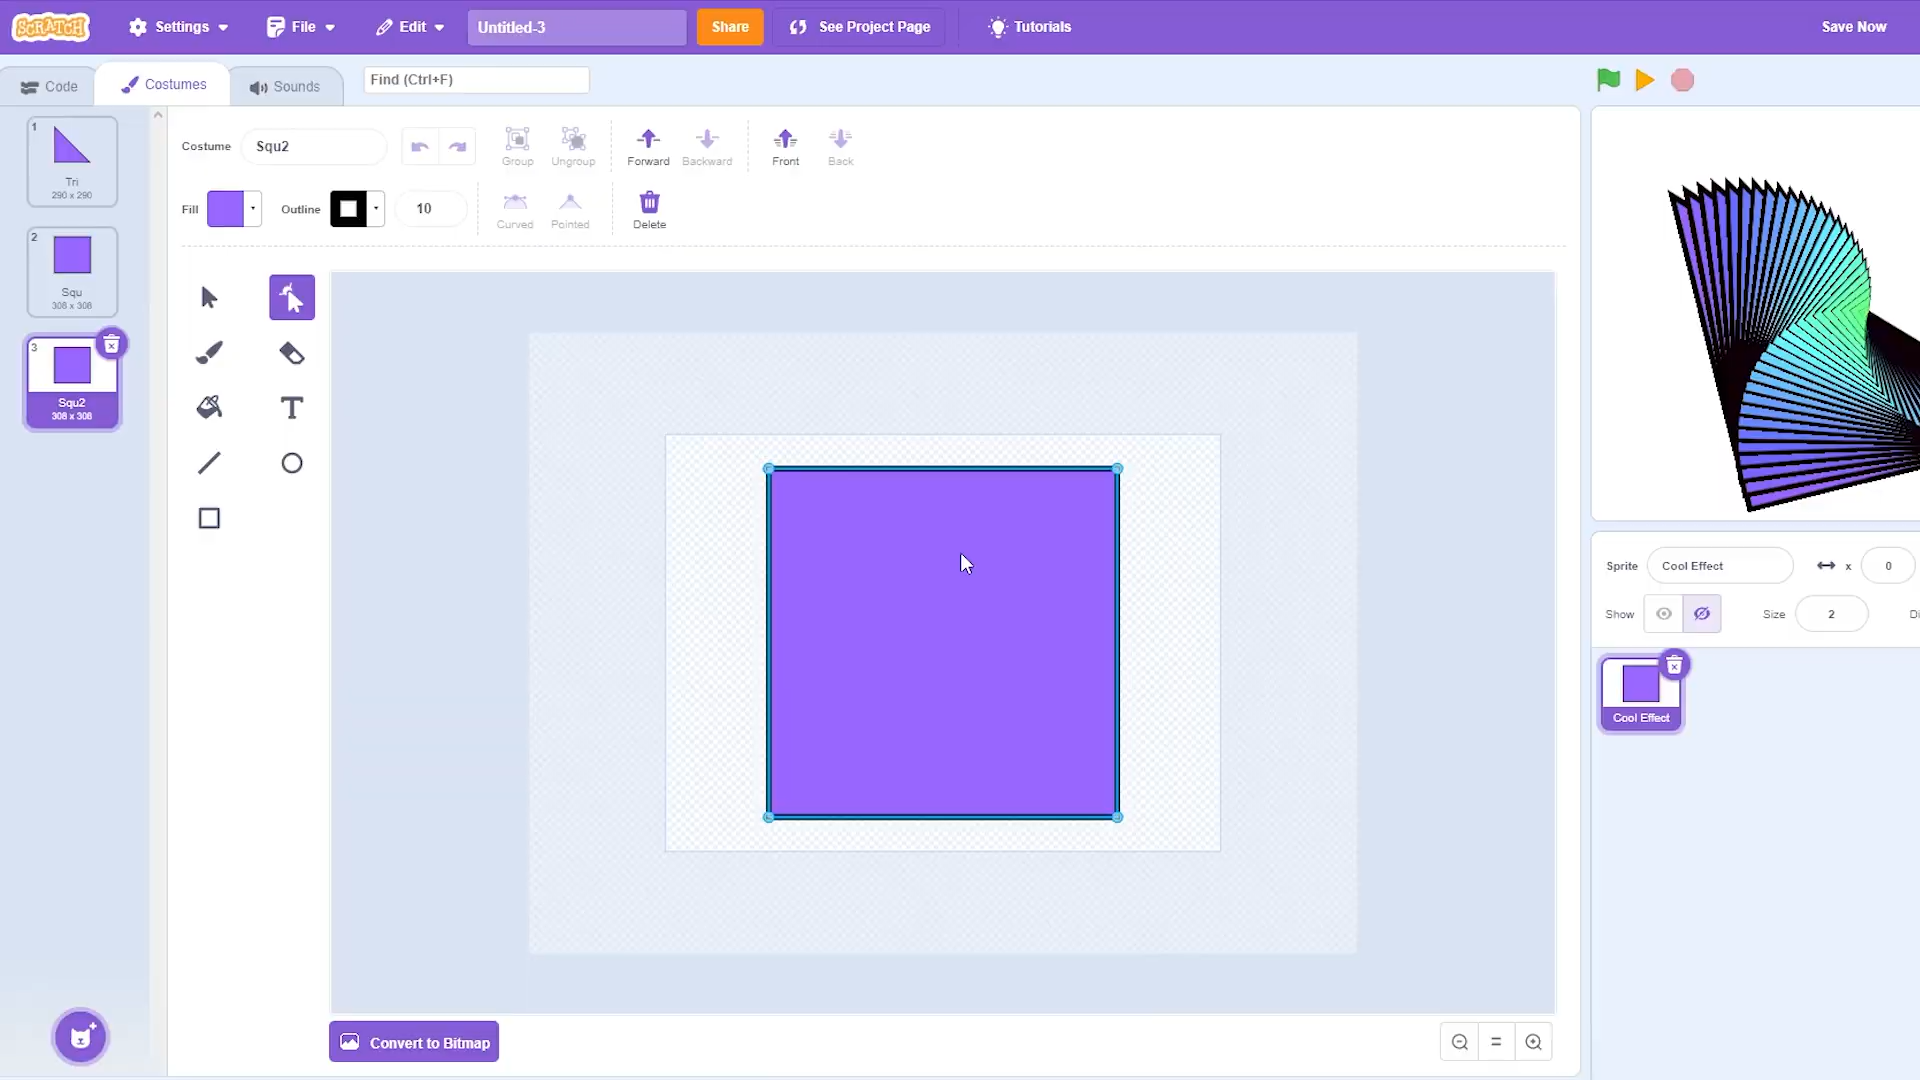 SCRATCH Settings File Edit Untitled-3 Share See Project Page Tutorials Save Now
Code Costumes Sounds Find (Ctrl+F)
1
Tri
290 x 290
2
Squ
308 x 308
3
Squ2
308 x 308
Costume Squ2 Group Ungroup Forward Backward Front Back
Fill Outline 10 Curved Pointed Delete
T
Convert to Bitmap
=
Sprite Cool Effect x 0
Show Size 2 Di
Cool Effect